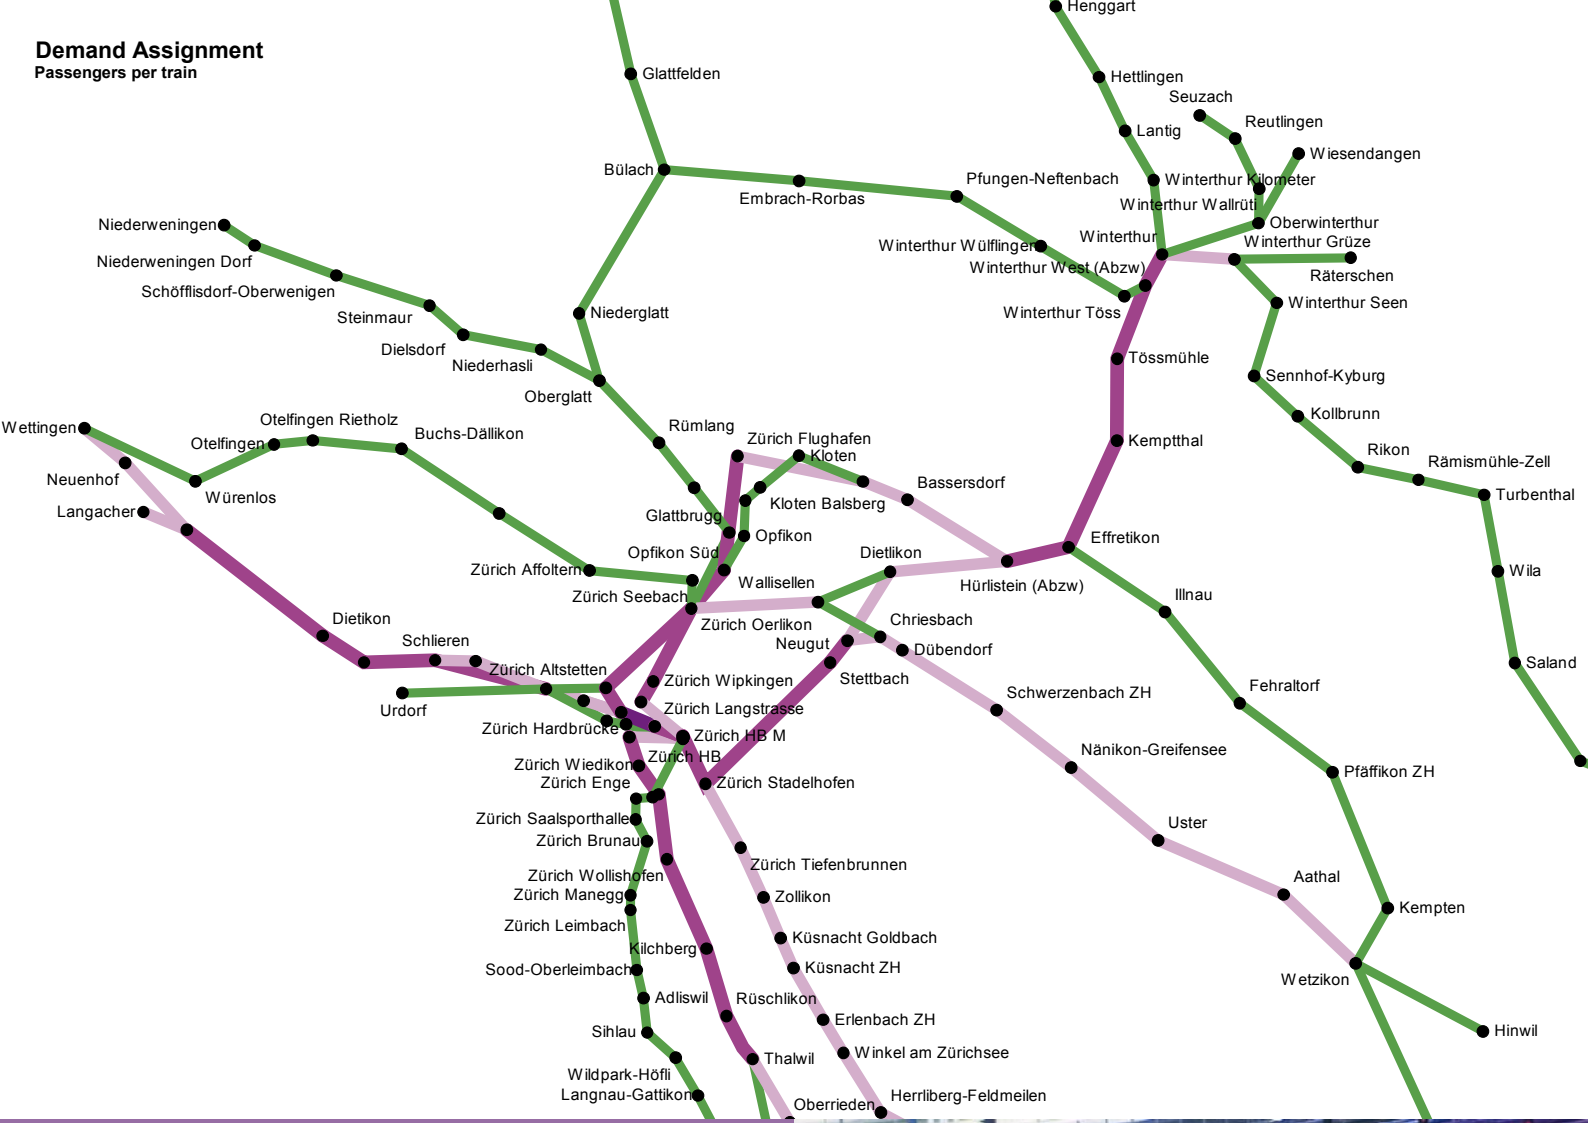 Henggart
Demand Assignment
Passengers per train
Glattfelden
Hettlingen
Seuzach
Reutlingen
Lantig
Wiesendangen
Bülach
Embrach-Rorbas
Pfungen-Neftenbach
Winterthur Kilometer
Winterthur Wallrüti
Niederweningen
Oberwinterthur
Winterthur
Winterthur Grüze
Winterthur Wülflingen
Niederweningen Dorf
Winterthur West (Abzw)
Räterschen
Schöfflisdorf-Oberwenigen
Winterthur Seen
Steinmaur
Niederglatt
Winterthur Töss
Dielsdorf
Niederhasli
Tössmühle
Sennhof-Kyburg
Oberglatt
Kollbrunn
Otelfingen Rietholz
Wettingen
Otelfingen
Buchs-Dällikon
Rümlang
Zürich Flughafen
Kemptthal
Kloten
Rikon
Rämismühle-Zell
Neuenhof
Würenlos
Bassersdorf
Turbenthal
Kloten Balsberg
Langacher
Glattbrugg
Opfikon
Effretikon
Opfikon Süd
Dietlikon
Zürich Affoltern
Wallisellen
Hürlistein (Abzw)
Wila
Zürich Seebach
Illnau
Dietikon
Zürich Oerlikon
Chriesbach
Schlieren
Neugut
Dübendorf
Saland
Zürich Altstetten
Zürich Wipkingen
Stettbach
Fehraltorf
Schwerzenbach ZH
Urdorf
Zürich Langstrasse
Zürich Hardbrücke
Zürich HB M
Zürich HB
Nänikon-Greifensee
Zürich Wiedikon
Pfäffikon ZH
Zürich Enge
Zürich Stadelhofen
Zürich Saalsporthalle
Uster
Zürich Brunau
Zürich Tiefenbrunnen
Zürich Wollishofen
Aathal
Zürich Manegg
Zollikon
Kempten
Zürich Leimbach
Küsnacht Goldbach
Kilchberg
Sood-Oberleimbach
Küsnacht ZH
Wetzikon
Adliswil
Rüschlikon
Erlenbach ZH
Sihlau
Hinwil
Thalwil
Winkel am Zürichsee
Wildpark-Höfli
Langnau-Gattikon
Oberrieden
Herrliberg-Feldmeilen